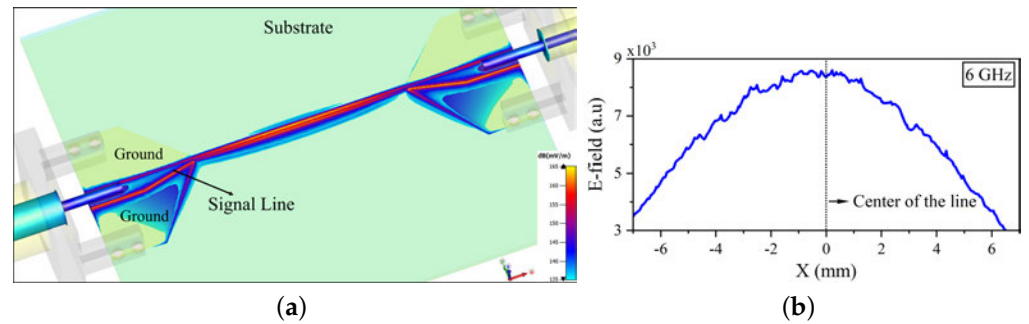 Substrate
Ground
Ground
Signal Line
dB(mV/m)
165
160
155
150
145
140
135
(a)
x10³
9
7
5
3
E-field (a.u)
6 GHz
Center of the line
-6 -4 -2 0 2 4 6
X (mm)
(b)